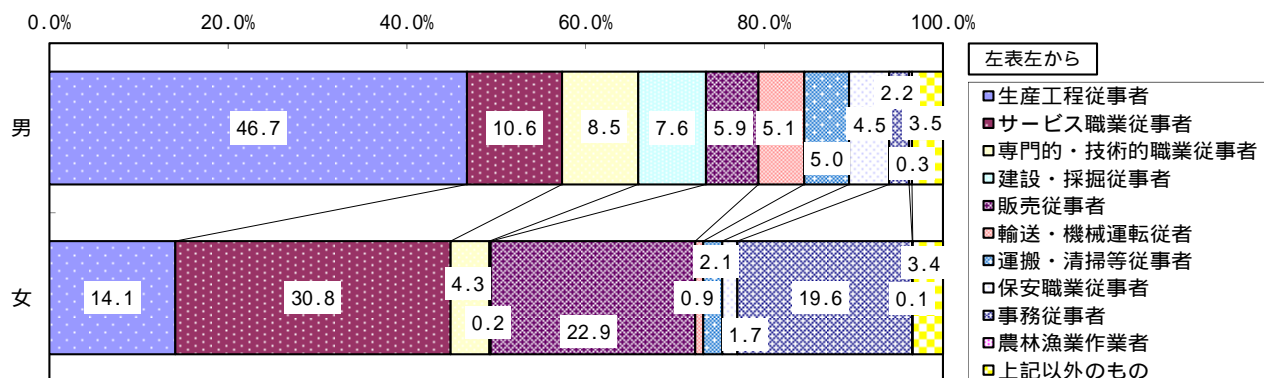 0.0%
20.0%
40.0%
60.0%
80.0%
100.0%
左表左から
男
46.7
10.6
8.5
7.6
5.9
5.1
5.0
4.5
2.2
0.3
3.5
女
14.1
30.8
4.3
0.2
22.9
0.9
2.1
1.7
19.6
0.1
3.4
生産工程従事者
サービス職業従事者
専門的・技術的職業従事者
建設・採掘従事者
販売従事者
輸送・機械運転従者
運搬・清掃等従事者
保安職業従事者
事務従事者
農林漁業作業者
上記以外のもの